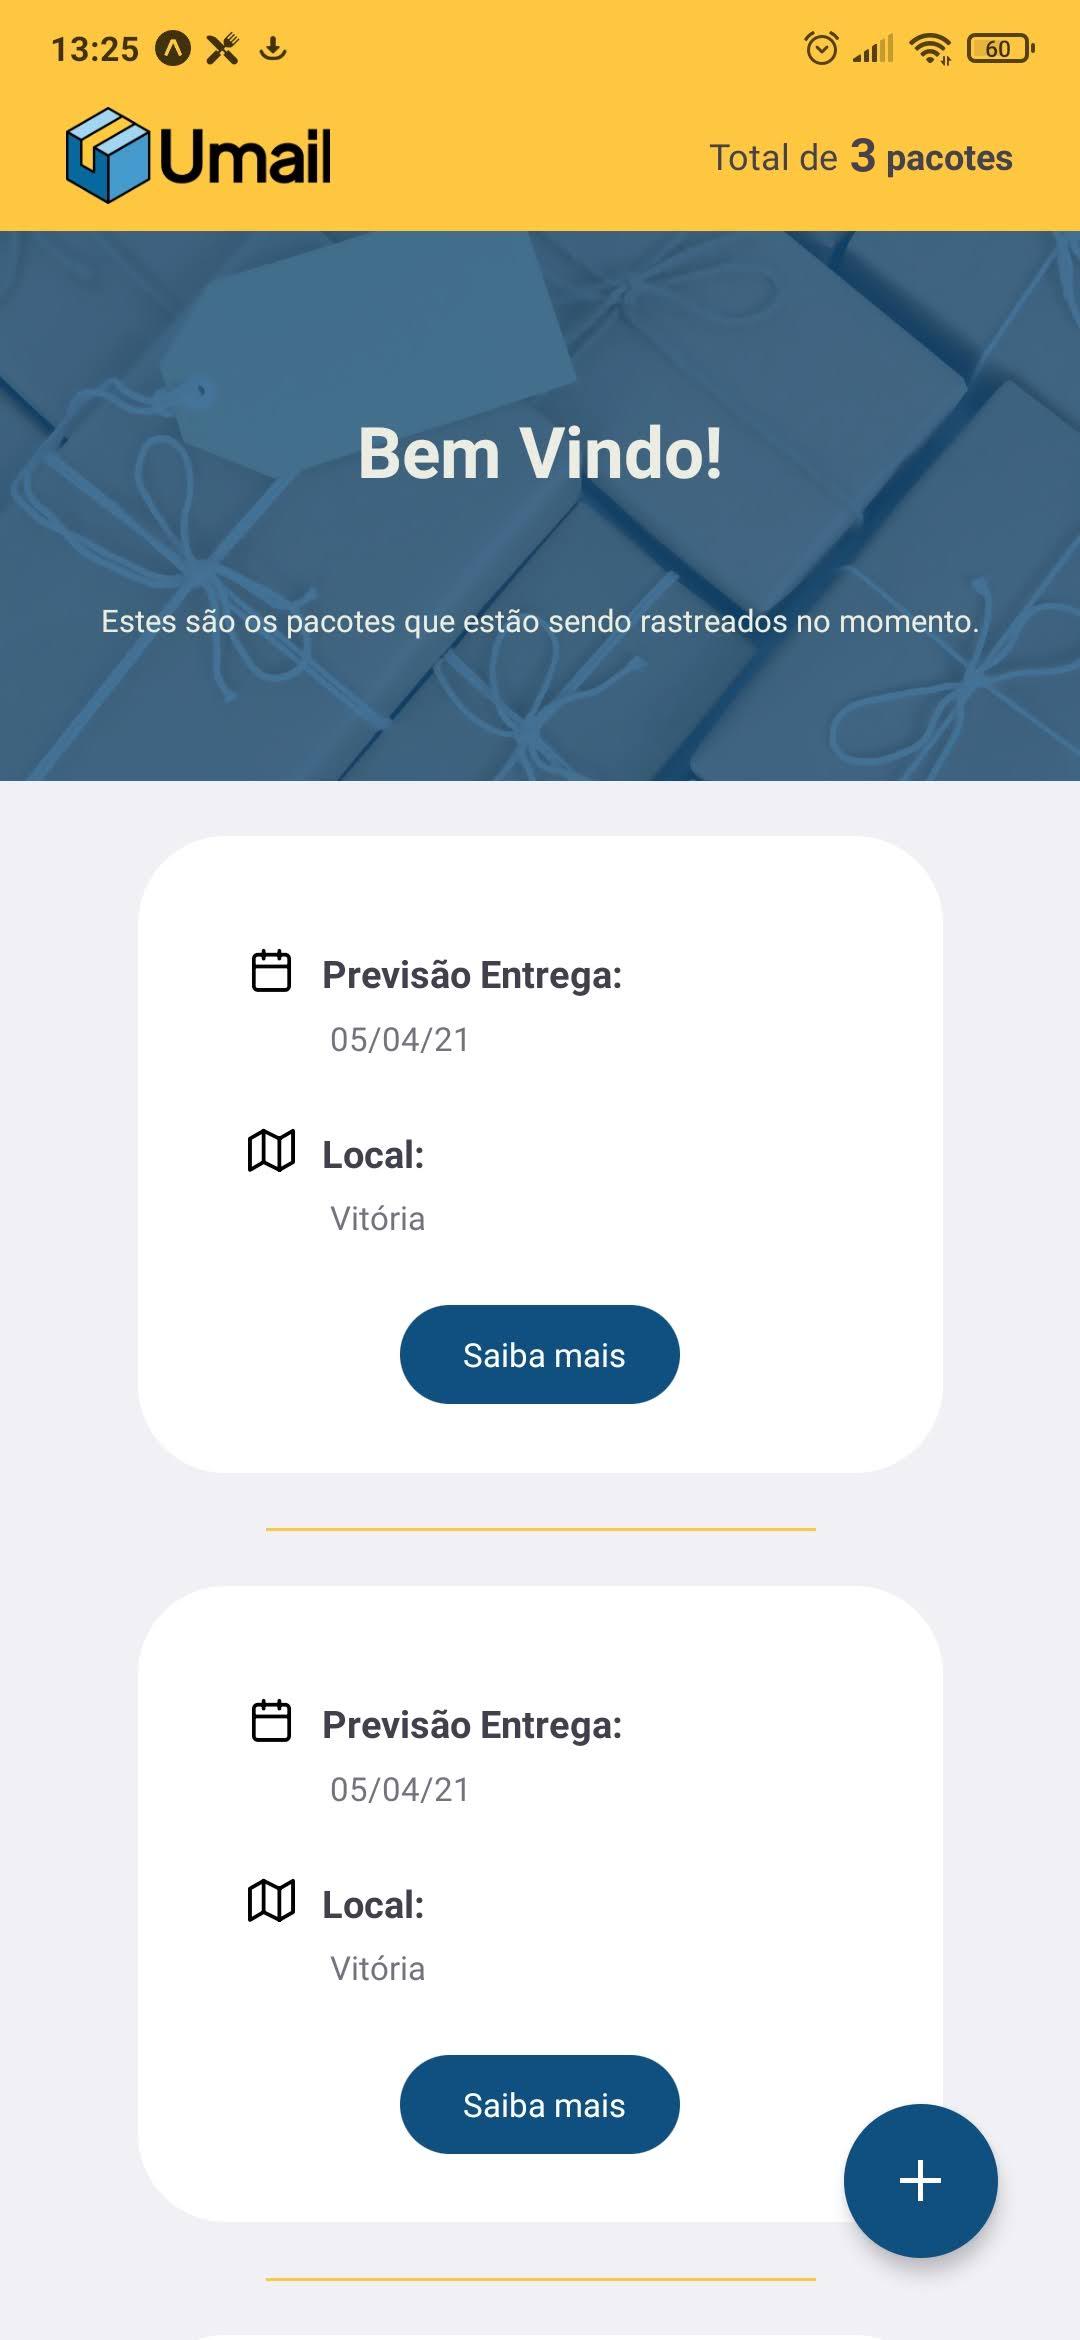 13:25
60
Umail
Total de 3 pacotes
Bem Vindo!
Estes são os pacotes que estão sendo rastreados no momento.
Previsão Entrega:
05/04/21
Local:
Vitória
Saiba mais
Previsão Entrega:
05/04/21
Local:
Vitória
Saiba mais
+